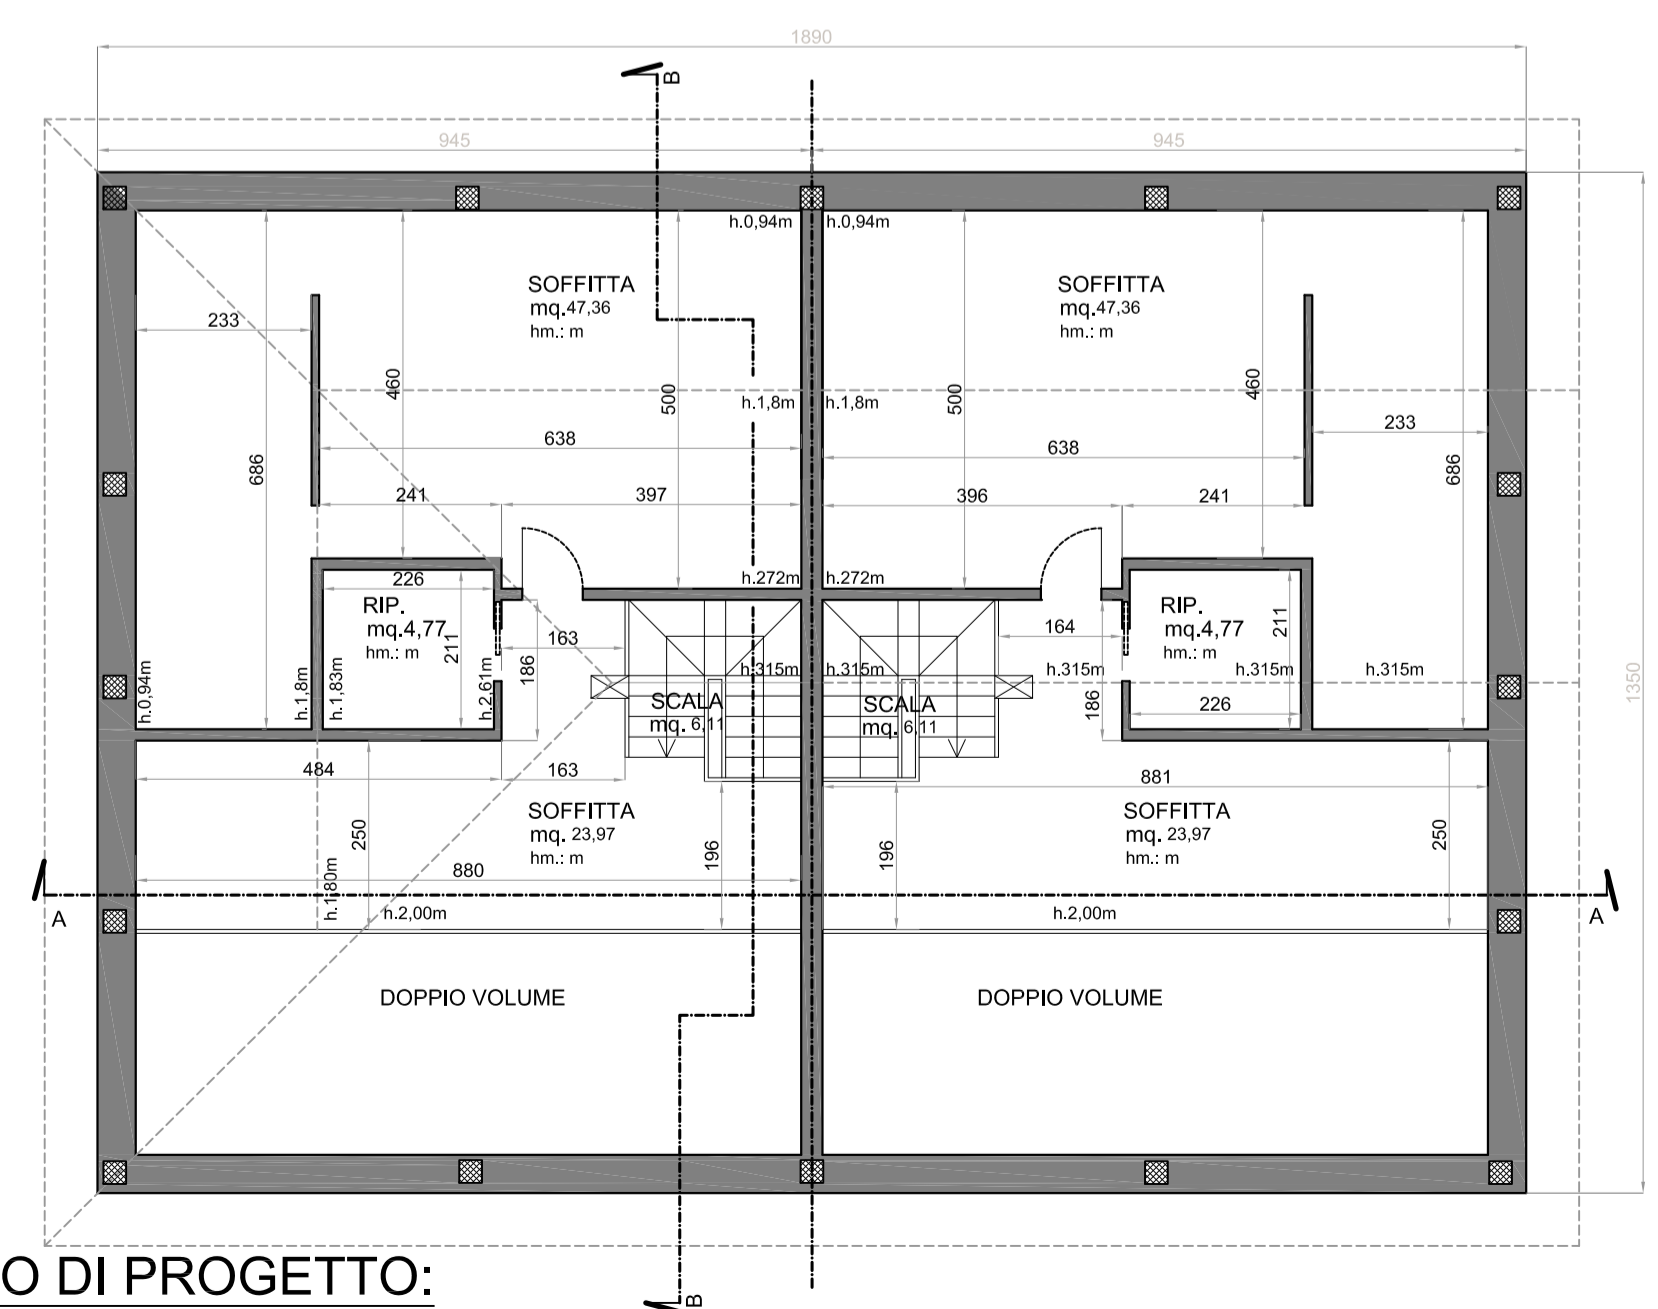 1890
B
945
945
h.0,94m
h.0,94m
SOFFITTA
mq.47,36
hm.: m
SOFFITTA
mq.47,36
hm.: m
233
460
500
h.1,8m
h.1,8m
500
460
233
638
638
686
686
241
397
396
241
h.272m
h.272m
226
RIP.
mq.4,77
hm.: m
211
163
186
164
RIP.
mq.4,77
hm.: m
211
h.0,94m
h.1,8m
h.1,83m
h.2,61m
h.315m
h.315m
h.315m
h.315m
h.315m
1350
SCALA
mq. 6,11
SCALA
mq. 6,11
186
226
484
163
881
SOFFITTA
mq. 23,97
hm.: m
SOFFITTA
mq. 23,97
hm.: m
250
196
196
250
880
h.180m
h.2,00m
h.2,00m
A
A
DOPPIO VOLUME
DOPPIO VOLUME
O DI PROGETTO:
B